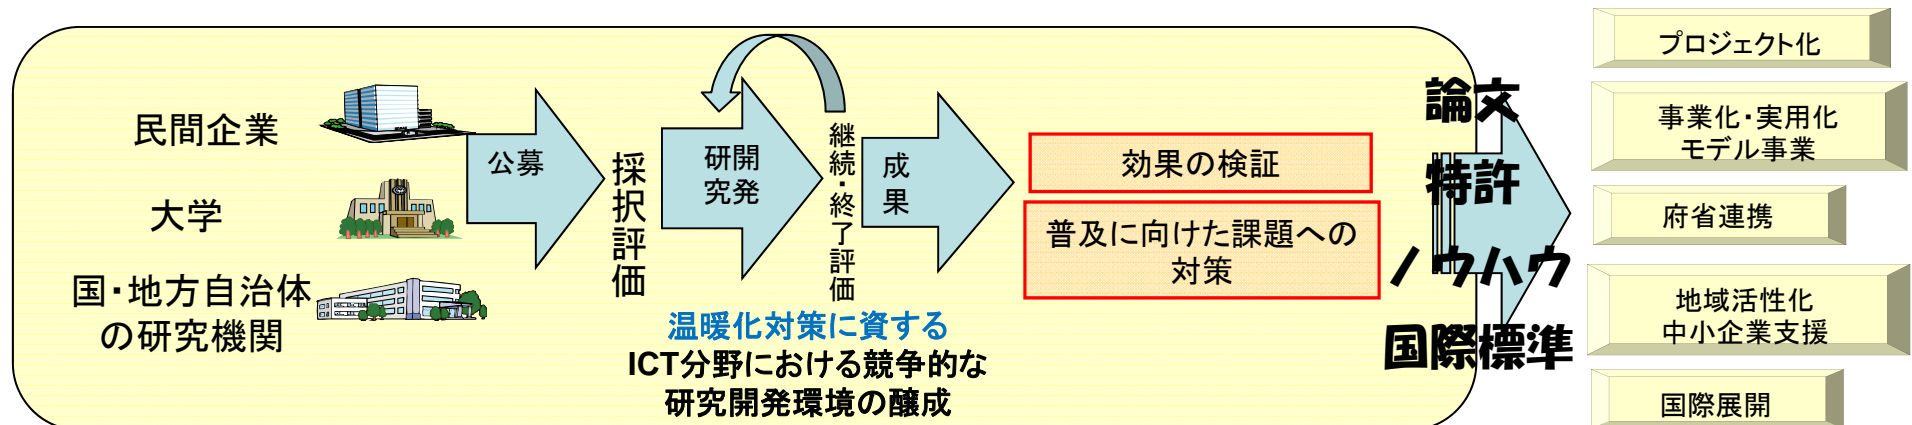 民間企業
大学
国・地方自治体
の研究機関
公募
採択評価
研究
開発
継続・終了評価
成果
温暖化対策に資する
ICT分野における競争的な
研究開発環境の醸成
効果の検証
普及に向けた課題への
対策
論文
特許
ノウハウ
国際標準
プロジェクト化
事業化・実用化
モデル事業
府省連携
地域活性化
中小企業支援
国際展開